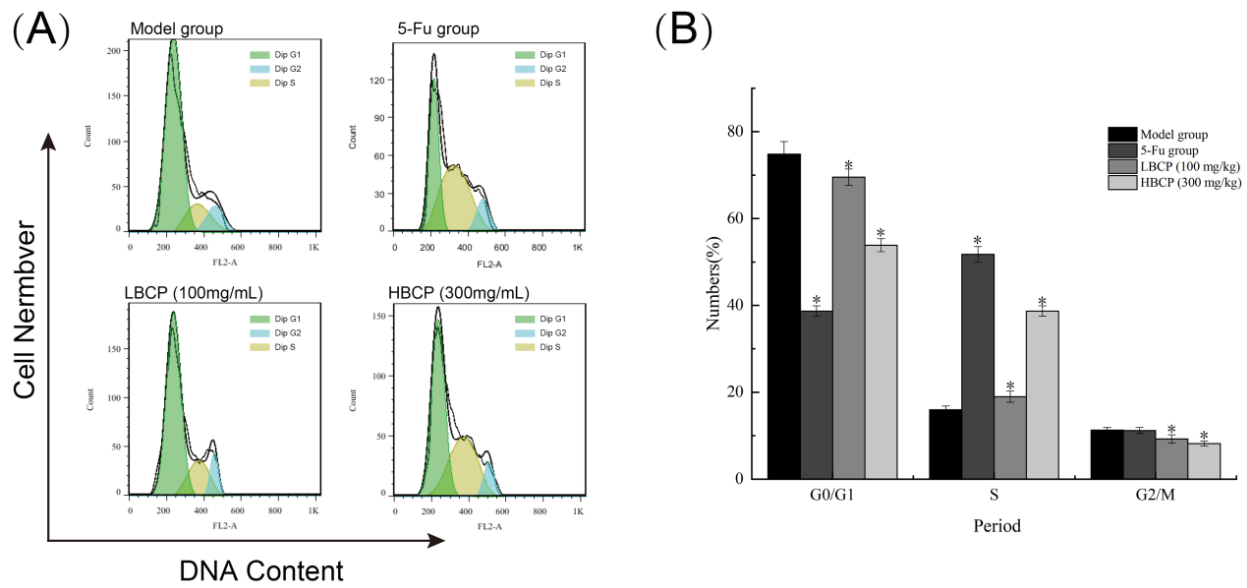 (A)
Model group
200
150
100
50
0
Count
Dip G1
Dip G2
Dip S
0 200 400 600 800 1K
FL2-A
5-Fu group
120
90
60
30
0
Count
Dip G1
Dip G2
Dip S
0 200 400 600 800 1K
FL2-A
LBCP (100mg/mL)
150
100
50
0
Count
Dip G1
Dip G2
Dip S
0 200 400 600 800 1K
FL2-A
HBCP (300mg/mL)
150
100
50
0
Count
Dip G1
Dip G2
Dip S
0 200 400 600 800 1K
FL2-A
Cell Nermbver
DNA Content
(B)
80
60
40
20
0
Numbers(%)
Model group
5-Fu group
LBCP (100 mg/kg)
HBCP (300 mg/kg)
* * *
* * *
* *
G0/G1 S G2/M
Period